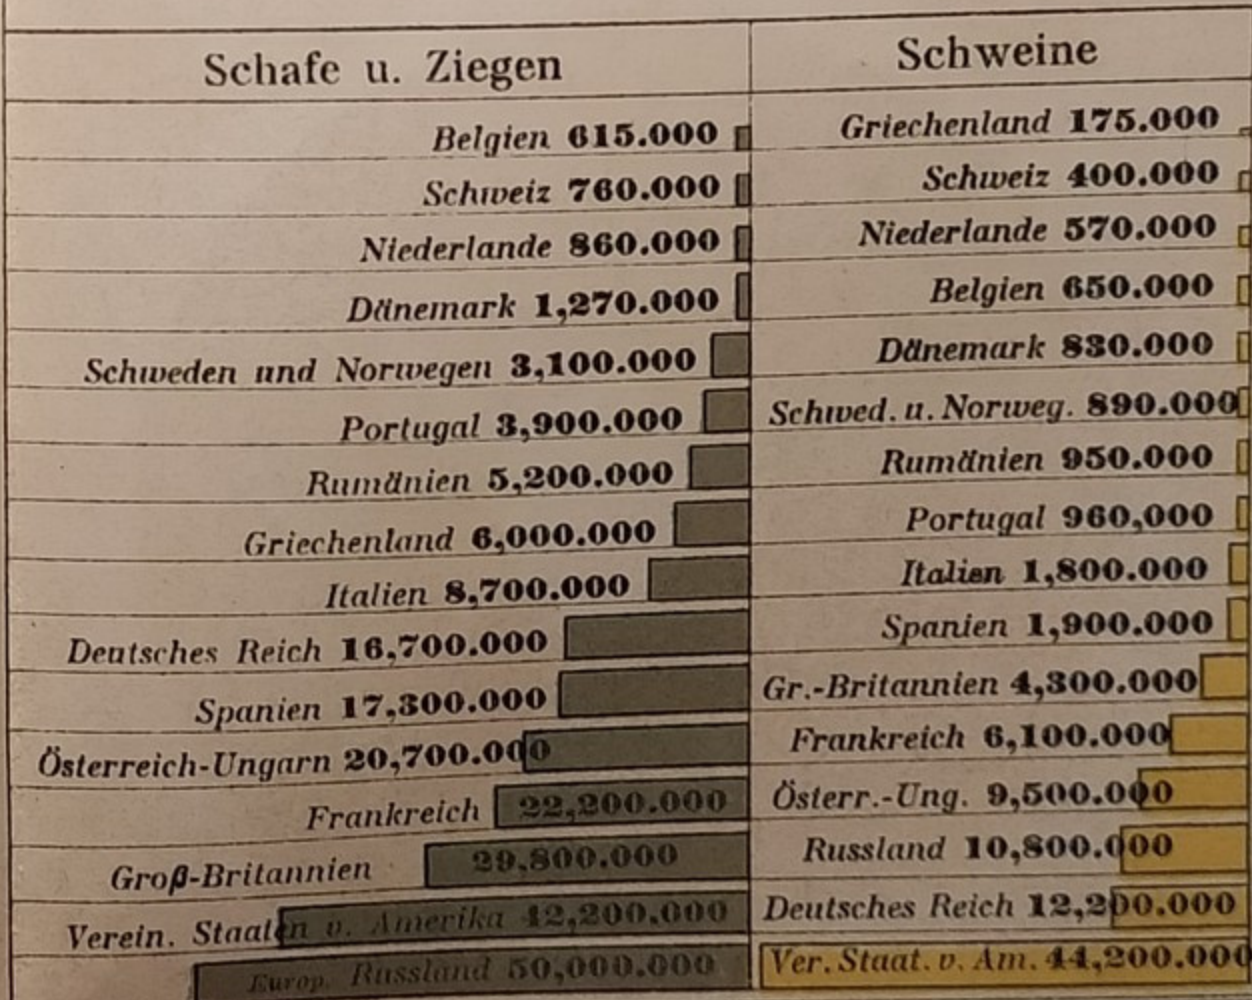 Schafe u. Ziegen
Belgien 615.000
Schweiz 760.000
Niederlande 860.000
Dänemark 1,270.000
Schweden und Norwegen 3,100.000
Portugal 3,900.000
Rumänien 5,200.000
Griechenland 6,000.000
Italien 8,700.000
Deutsches Reich 16,700.000
Spanien 17,300.000
Österreich-Ungarn 20,700.000
Frankreich 22,200.000
Groß-Britannien 29,800.000
Verein. Staaten v. Amerika 42,200.000
Europ. Russland 50,000.000
Schweine
Griechenland 175.000
Schweiz 400.000
Niederlande 570.000
Belgien 650.000
Dänemark 830.000
Schwed. u. Norweg. 890.000
Rumänien 950.000
Portugal 960,000
Italien 1,800.000
Spanien 1,900.000
Gr.-Britannien 4,300.000
Frankreich 6,100.000
Österr.-Ung. 9,500.000
Russland 10,800.000
Deutsches Reich 12,200.000
Ver. Staat. v. Am. 44,200.000